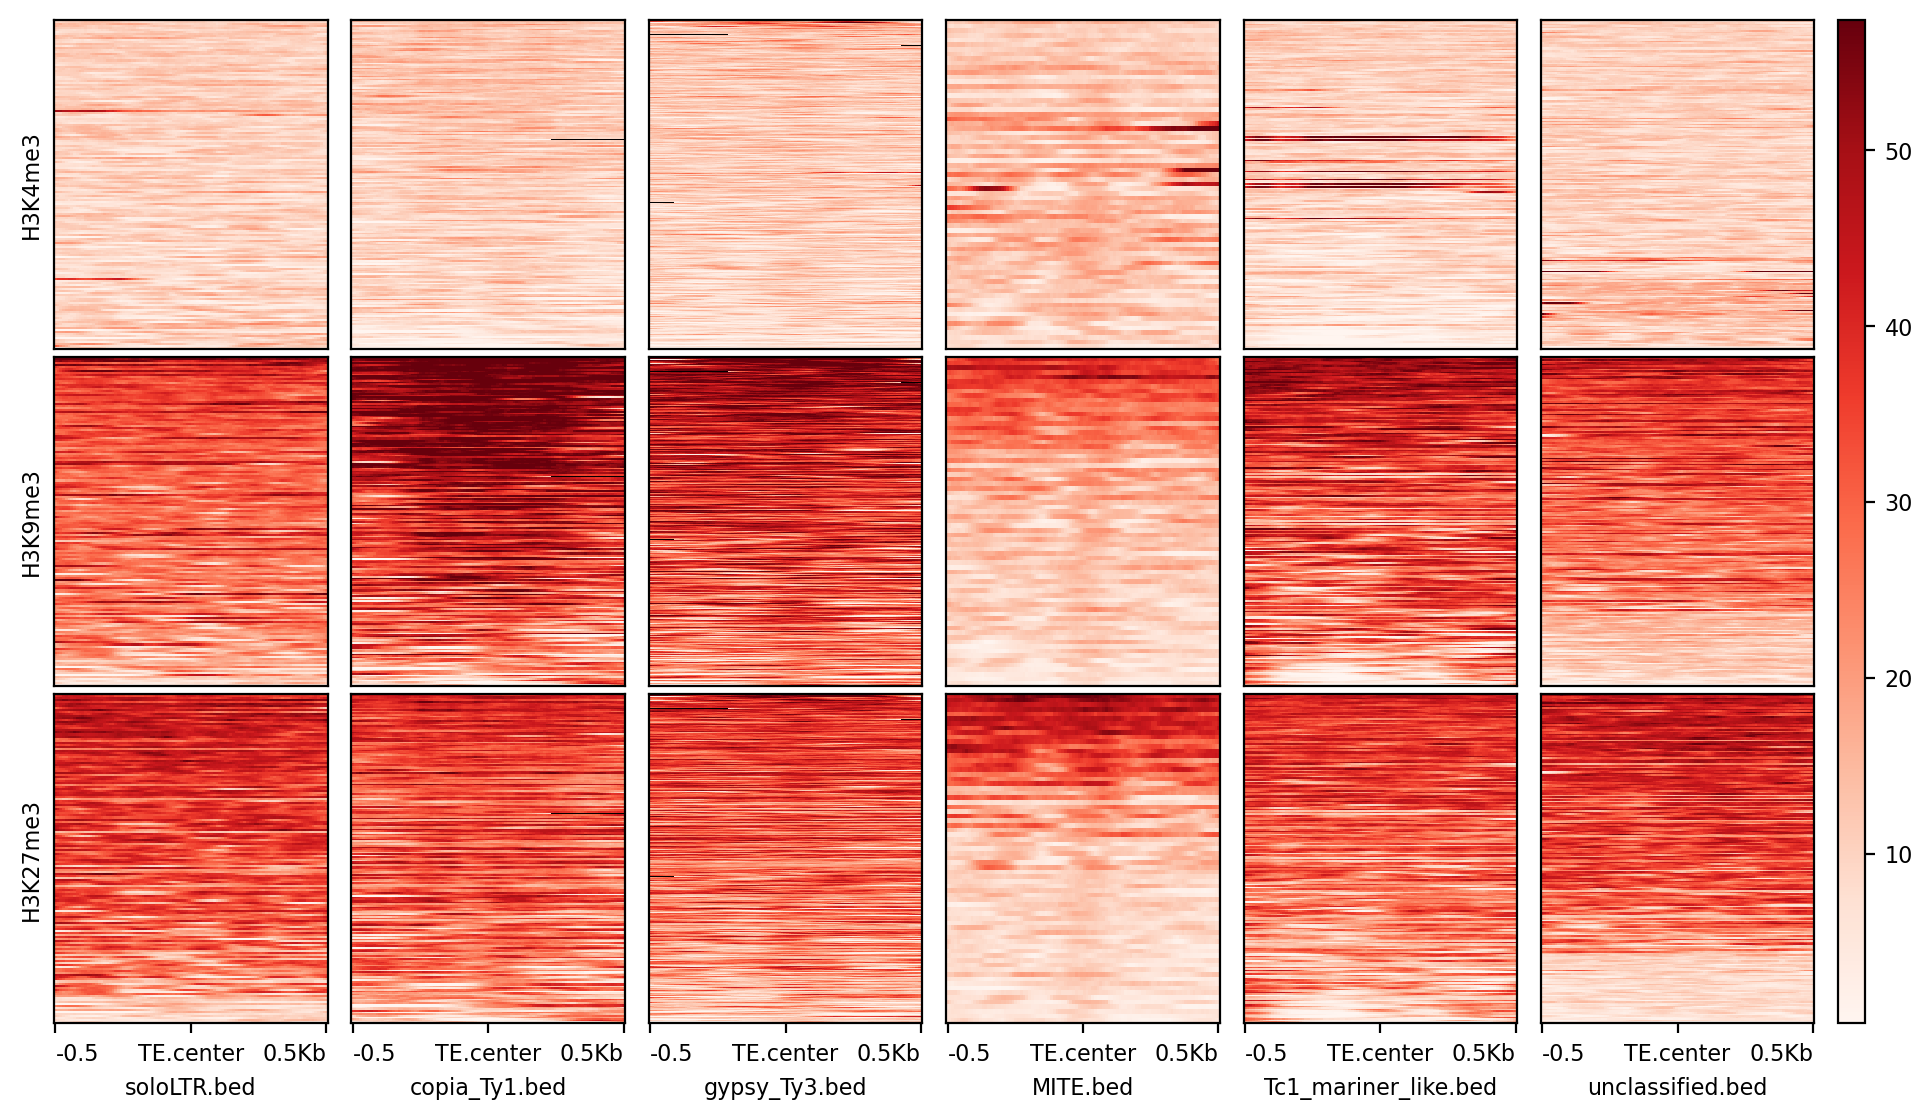 H3K4me3
H3K9me3
H3K27me3
50
40
30
20
10
-0.5 TE.center 0.5Kb
soloLTR.bed
-0.5 TE.center 0.5Kb
copia_Ty1.bed
-0.5 TE.center 0.5Kb
gypsy_Ty3.bed
-0.5 TE.center 0.5Kb
MITE.bed
-0.5 TE.center 0.5Kb
Tc1_mariner_like.bed
-0.5 TE.center 0.5Kb
unclassified.bed